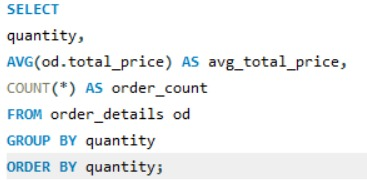 SELECT
quantity,
AVG(od.total_price) AS avg_total_price,
COUNT(*) AS order_count
FROM order_details od
GROUP BY quantity
ORDER BY quantity;